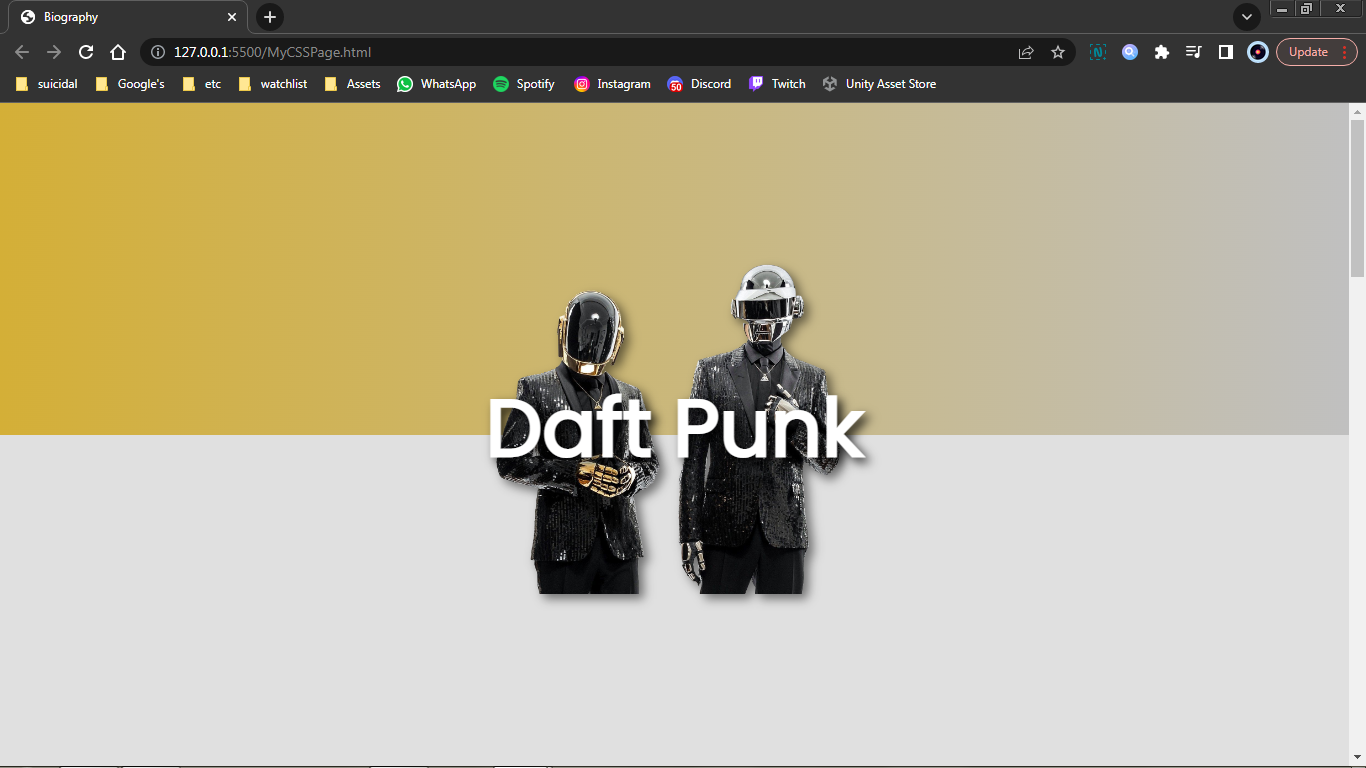 Biography
127.0.0.1:5500/MyCSSPage.html
Update
suicidal Google's etc watchlist Assets WhatsApp Spotify Instagram 50 Discord Twitch Unity Asset Store
Daft Punk